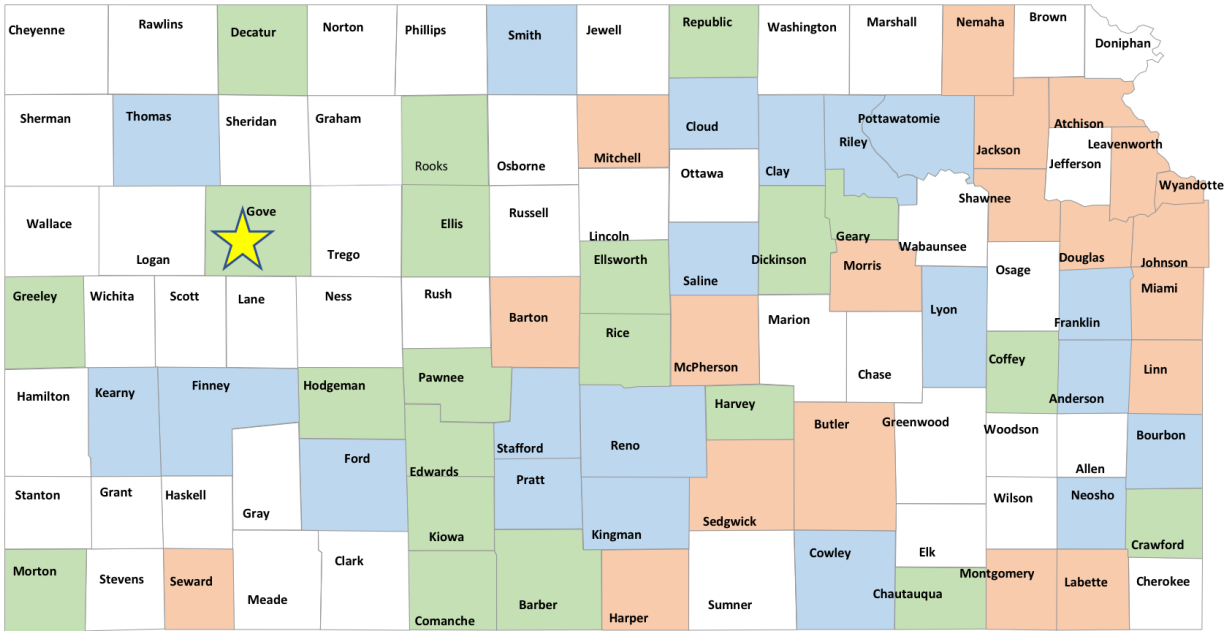 Cheyenne
Rawlins
Decatur
Norton
Phillips
Smith
Jewell
Republic
Washington
Marshall
Nemaha
Brown
Doniphan
Sherman
Thomas
Sheridan
Graham
Rooks
Osborne
Mitchell
Cloud
Clay
Riley
Pottawatomie
Jackson
Atchison
Jefferson
Leavenworth
Wyandotte
Wallace
Logan
Gove
Trego
Ellis
Russell
Lincoln
Ottawa
Ellsworth
Saline
Dickinson
Geary
Morris
Wabaunsee
Shawnee
Osage
Douglas
Johnson
Greeley
Wichita
Scott
Lane
Ness
Rush
Barton
Rice
McPherson
Marion
Chase
Lyon
Coffey
Franklin
Miami
Anderson
Linn
Hamilton
Kearny
Finney
Hodgeman
Pawnee
Edwards
Stafford
Reno
Harvey
Butler
Greenwood
Woodson
Allen
Bourbon
Stanton
Grant
Haskell
Gray
Ford
Kiowa
Pratt
Kingman
Sedgwick
Wilson
Neosho
Crawford
Morton
Stevens
Seward
Meade
Clark
Comanche
Barber
Harper
Sumner
Cowley
Elk
Chautauqua
Montgomery
Labette
Cherokee